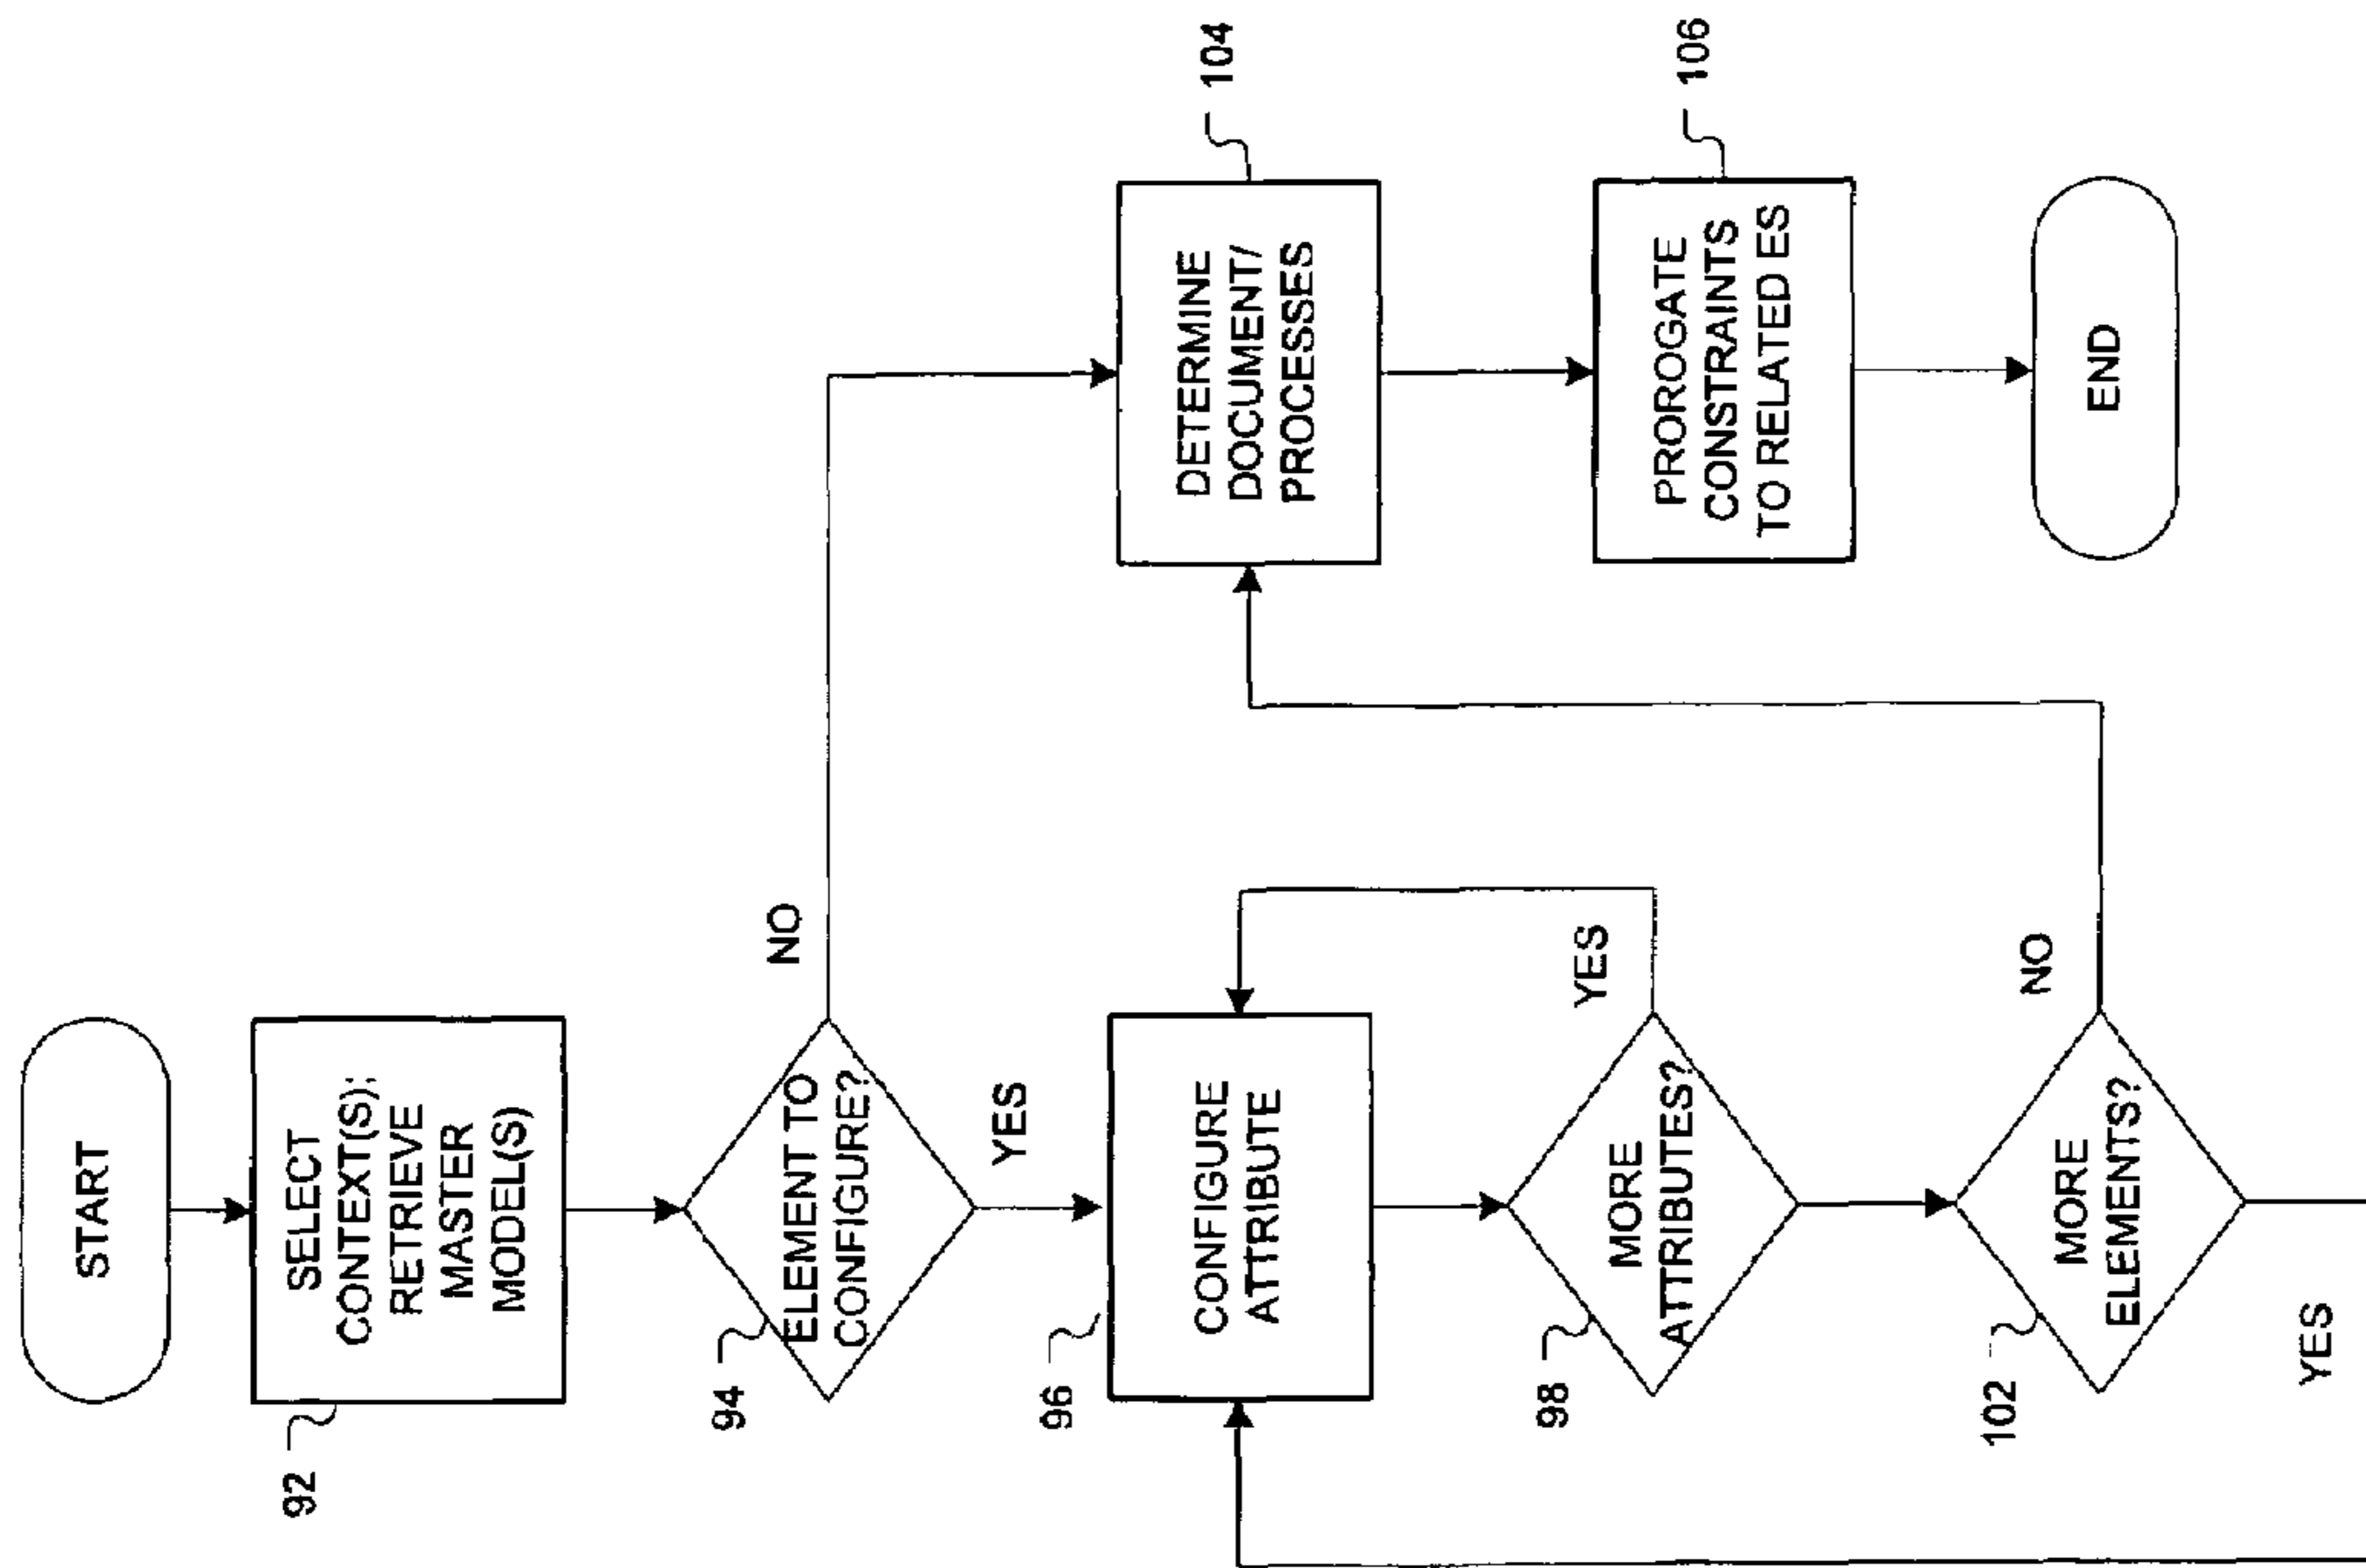 START
92
SELECT
CONTEXT(S);
RETRIEVE
MASTER
MODEL(S)
94
ELEMENT TO
CONFIGURE?
NO
YES
96
CONFIGURE
ATTRIBUTE
98
MORE
ATTRIBUTES?
YES
102
MORE
ELEMENTS?
NO
YES
104
DETERMINE
DOCUMENT/
PROCESSES
106
PROROGATE
CONSTRAINTS
TO RELATED ES
END